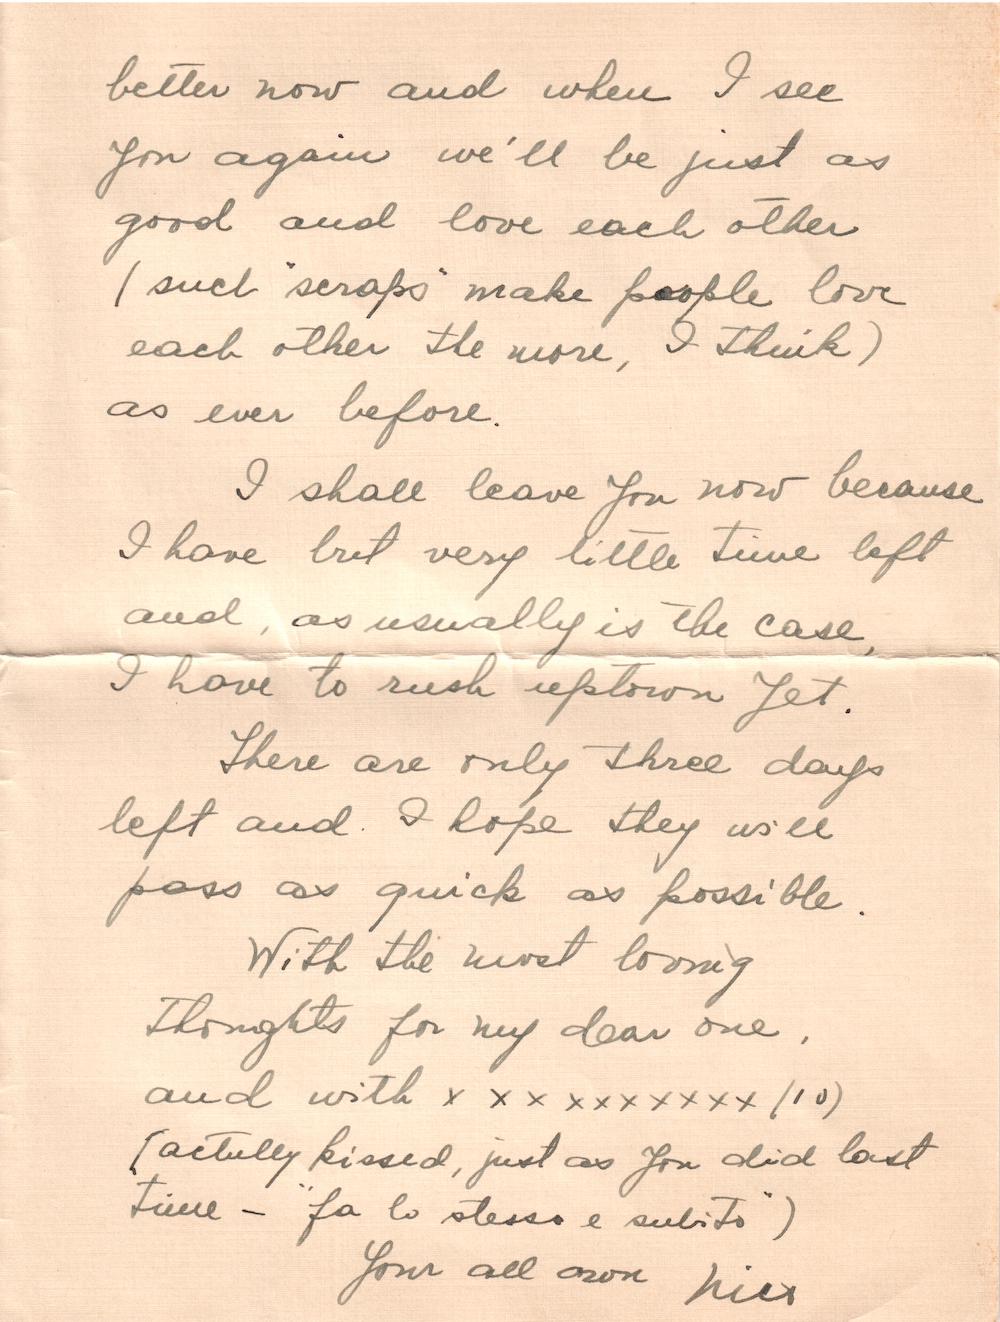 better now and when I see
you again we'll be just as
good and love each other
(such "scraps" make people love
each other the more, I think)
as ever before.
I shall leave you now because
I have but very little time left
and, as usually is the case,
I have to rush uptown yet.
There are only three days
left and I hope they will
pass as quick as possible.
With the most loving
thoughts for my dear one,
and with x x x x x x x x x x x (10)
(actully kissed, just as you did last
time – "fa lo stesso e subito")
Your all own Nick